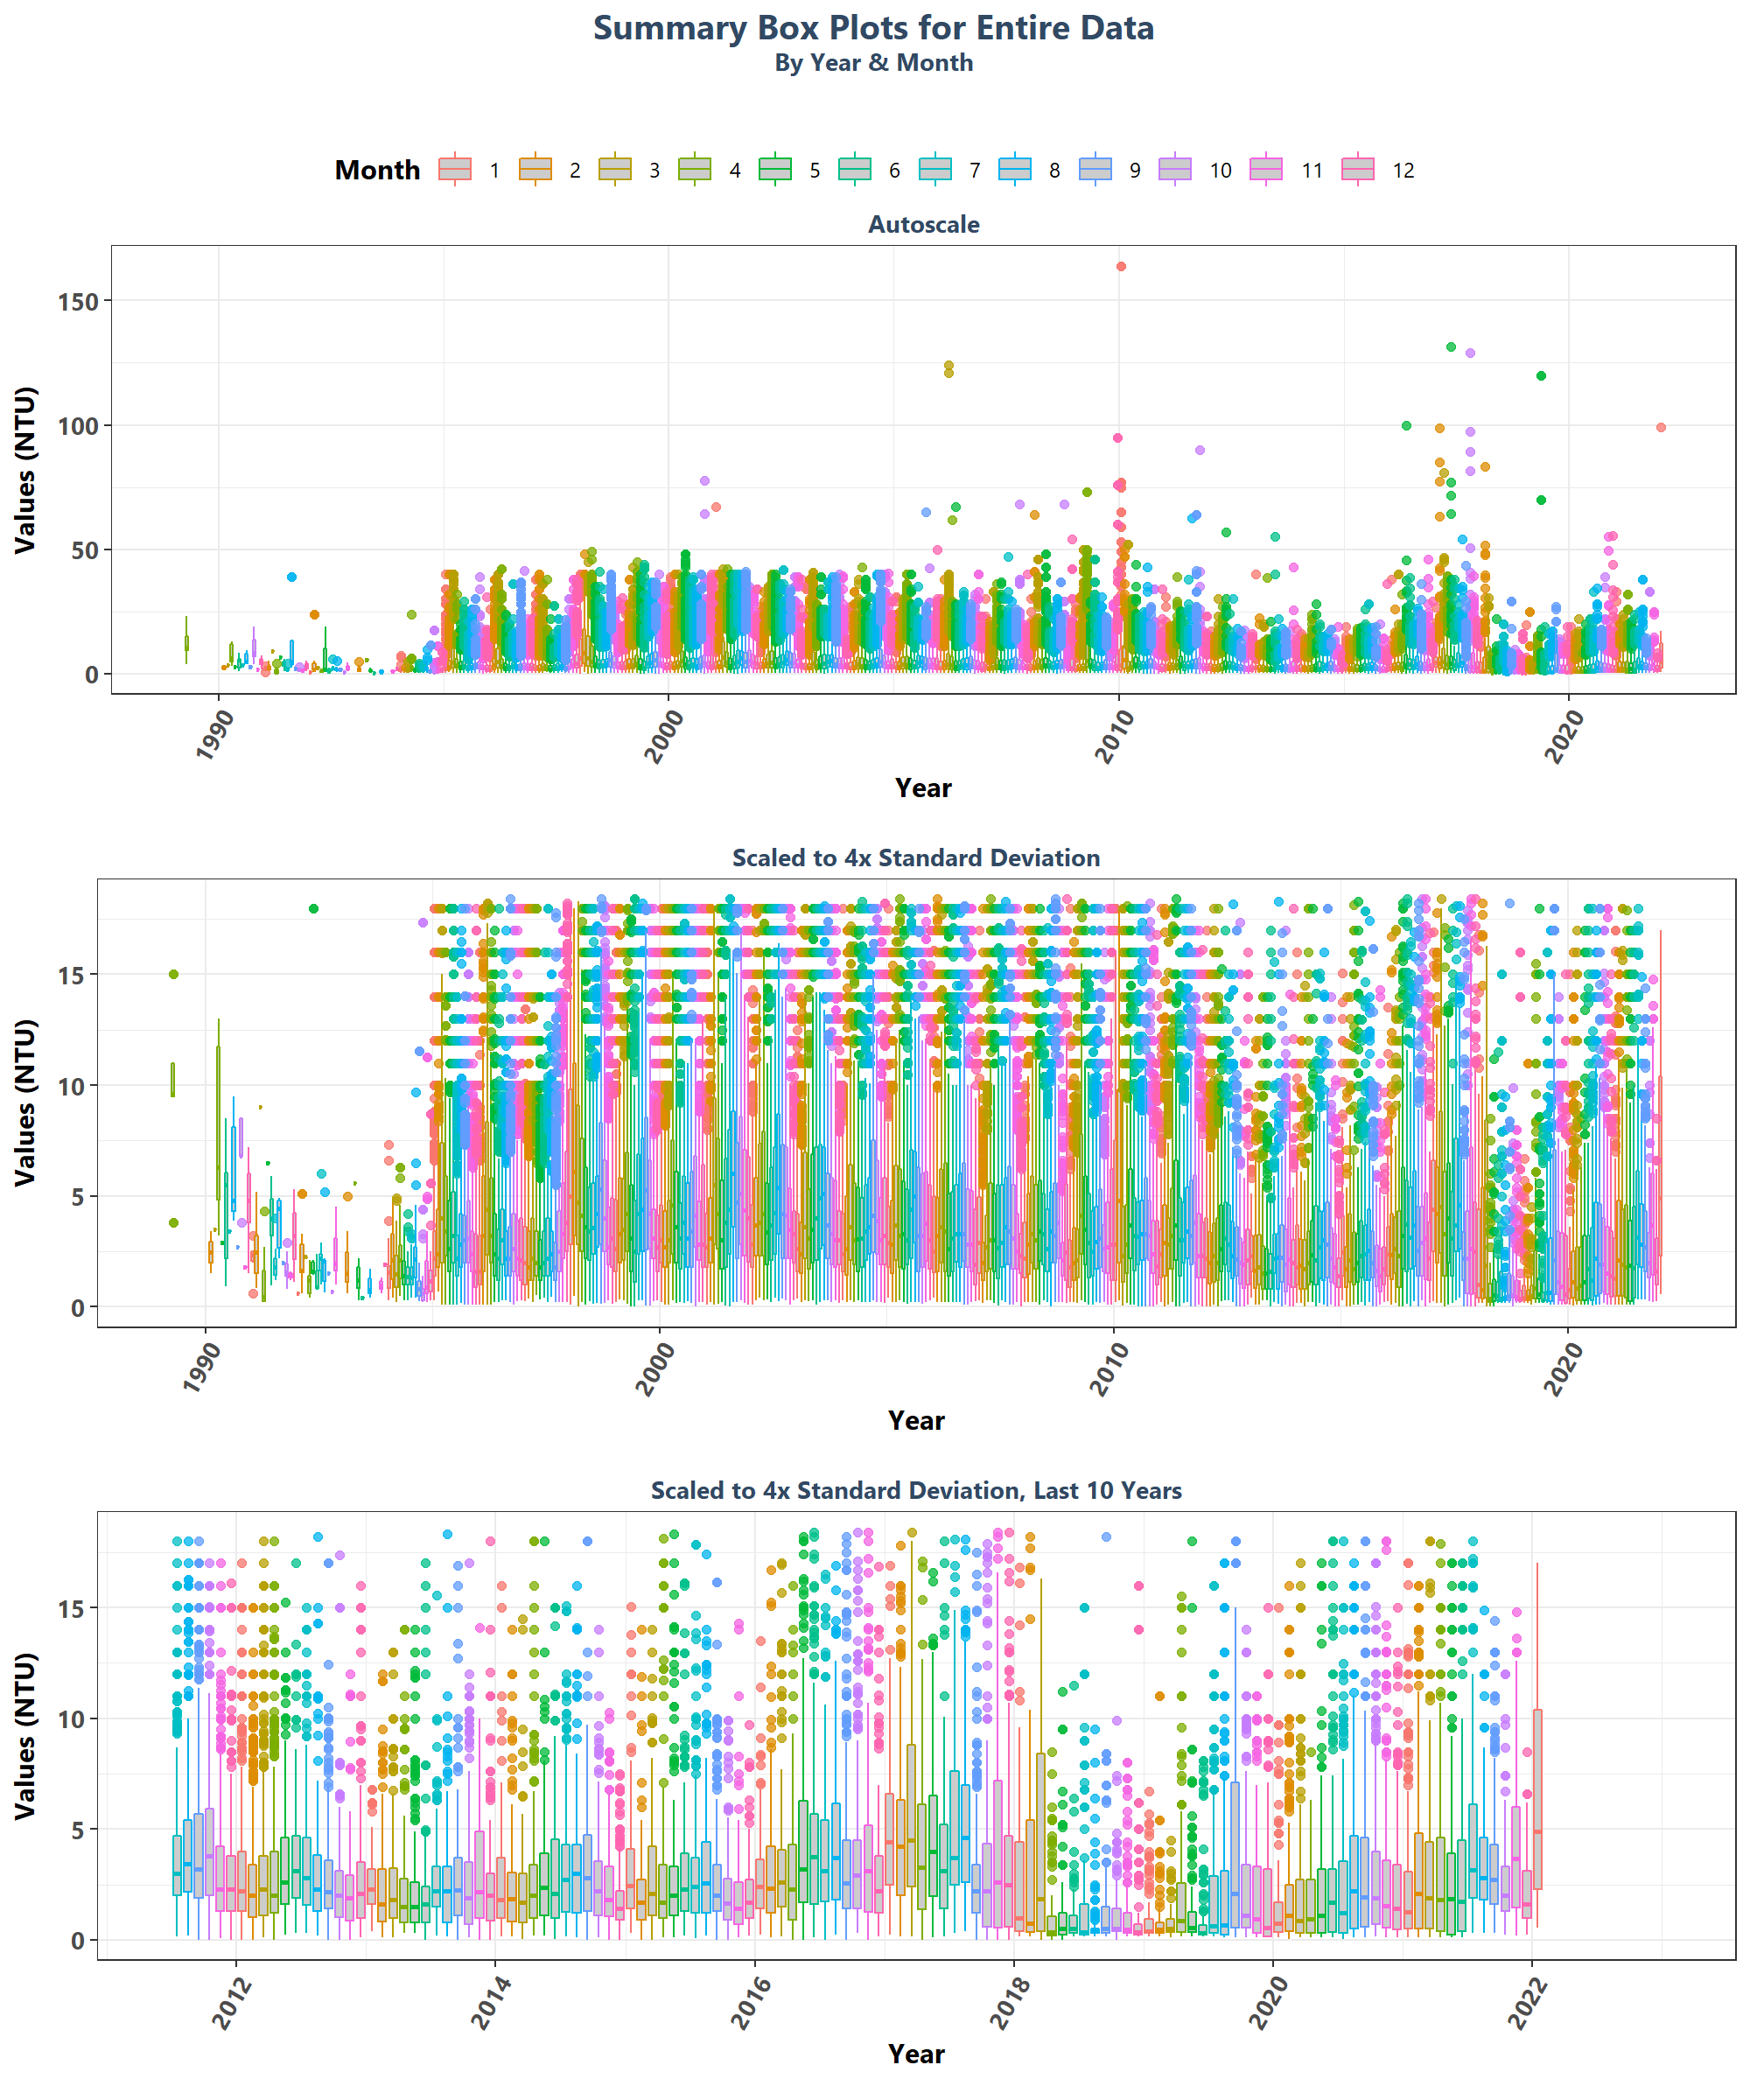 Summary Box Plots for Entire Data
By Year & Month
Month 1 2 3 4 5 6 7 8 9 10 11 12
Autoscale
Values (NTU)
150
100
50
0
1990 2000 2010 2020
Year
Scaled to 4x Standard Deviation
Values (NTU)
15
10
5
0
1990 2000 2010 2020
Year
Scaled to 4x Standard Deviation, Last 10 Years
Values (NTU)
15
10
5
0
2012 2014 2016 2018 2020 2022
Year